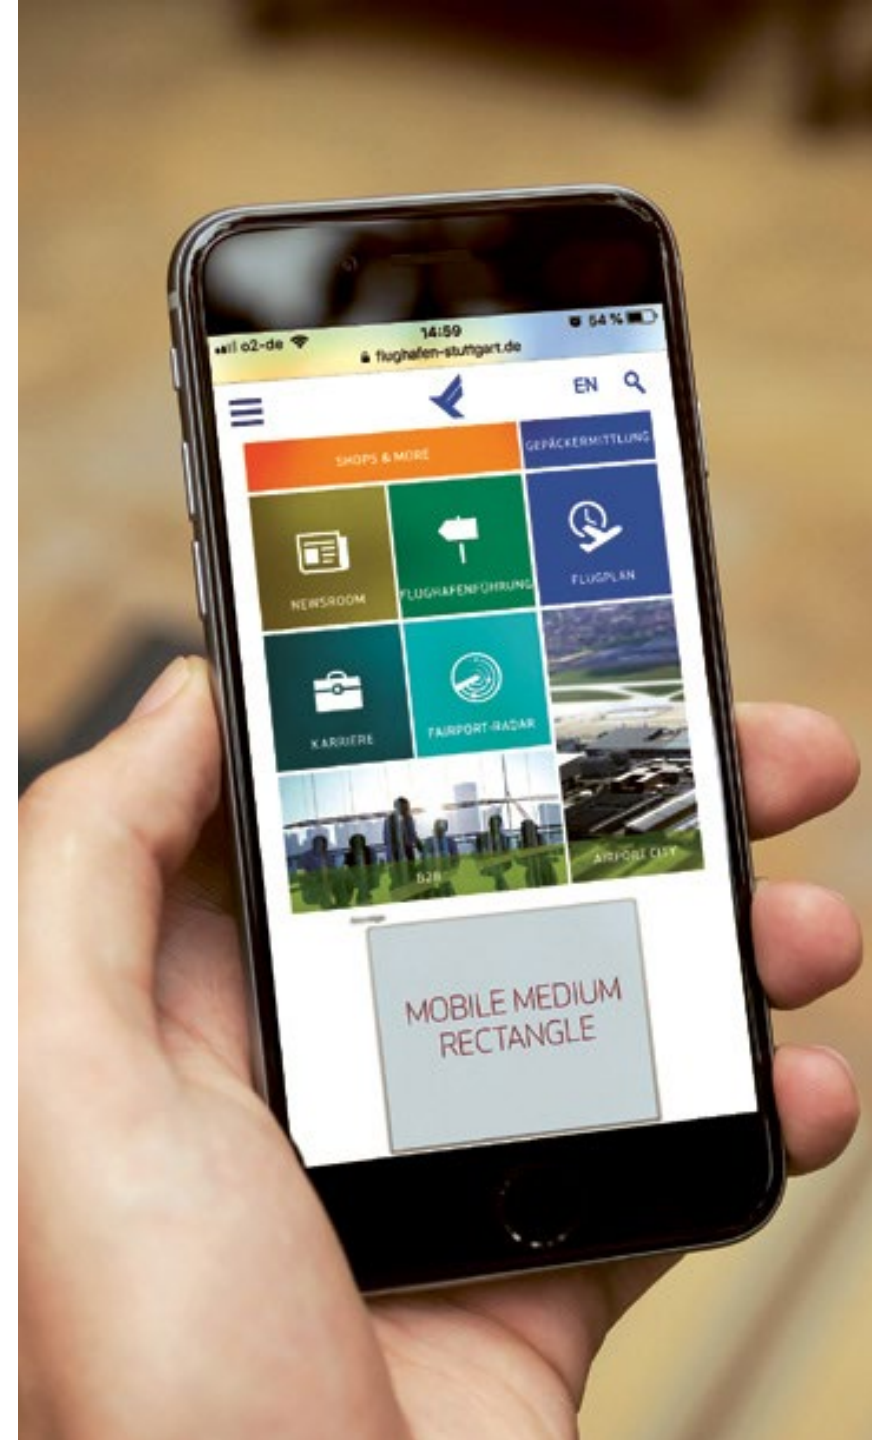 o2-de
14:59
54 %
flughafen-stuttgart.de
EN
SHOPS & MORE
GEPÄCKERMITTLUNG
NEWSROOM
FLUGHAFENFÜHRUNG
FLUGPLAN
KARRIERE
FAIRPORT-RADAR
B2B
AIRPORT CITY
Anzeige
MOBILE MEDIUM
RECTANGLE